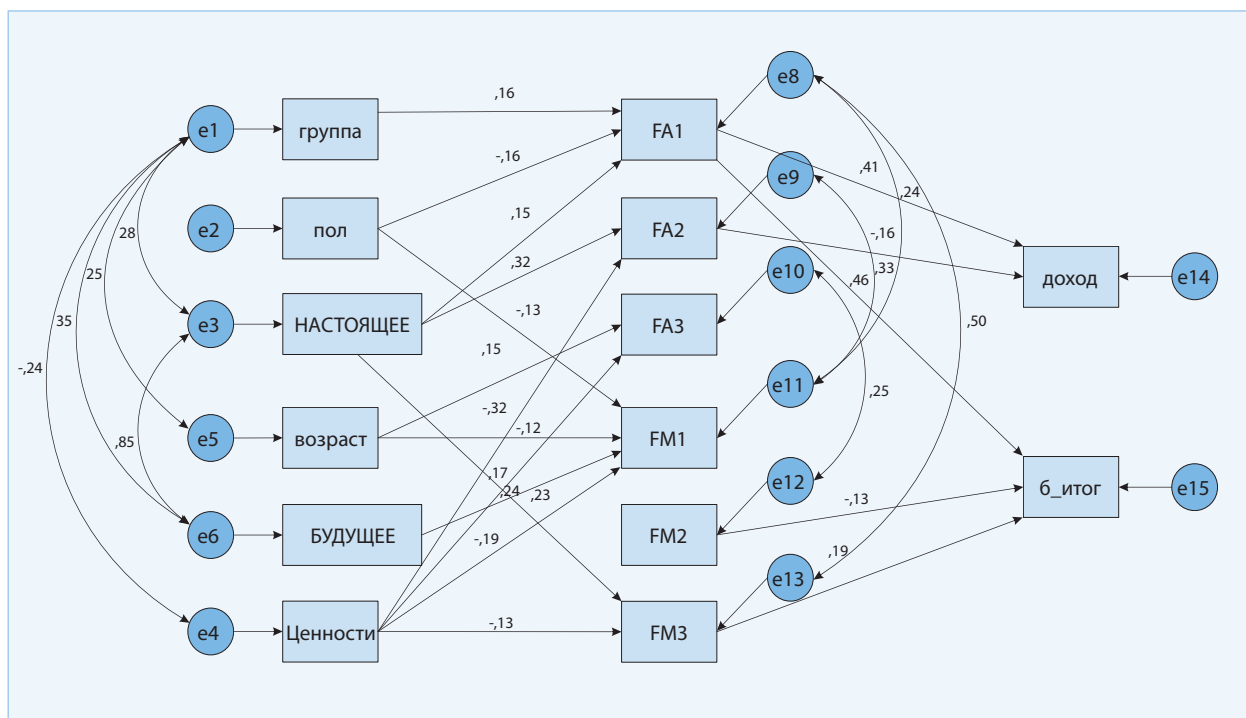 e8
,16
e1
группа
FA1
-,16
,41
e9
,24
28
e2
пол
,15
FA2
-,16
25
,32
e10
,33
,46
доход
e14
35
e3
НАСТОЯЩЕЕ
-,13
FA3
,50
-,24
,15
e11
,25
,85
e5
возраст
-,32
-,12
FM1
,17
e12
б_итог
e15
,24
,23
-,13
e6
БУДУЩЕЕ
-,19
FM2
,19
e13
e4
Ценности
-,13
FM3